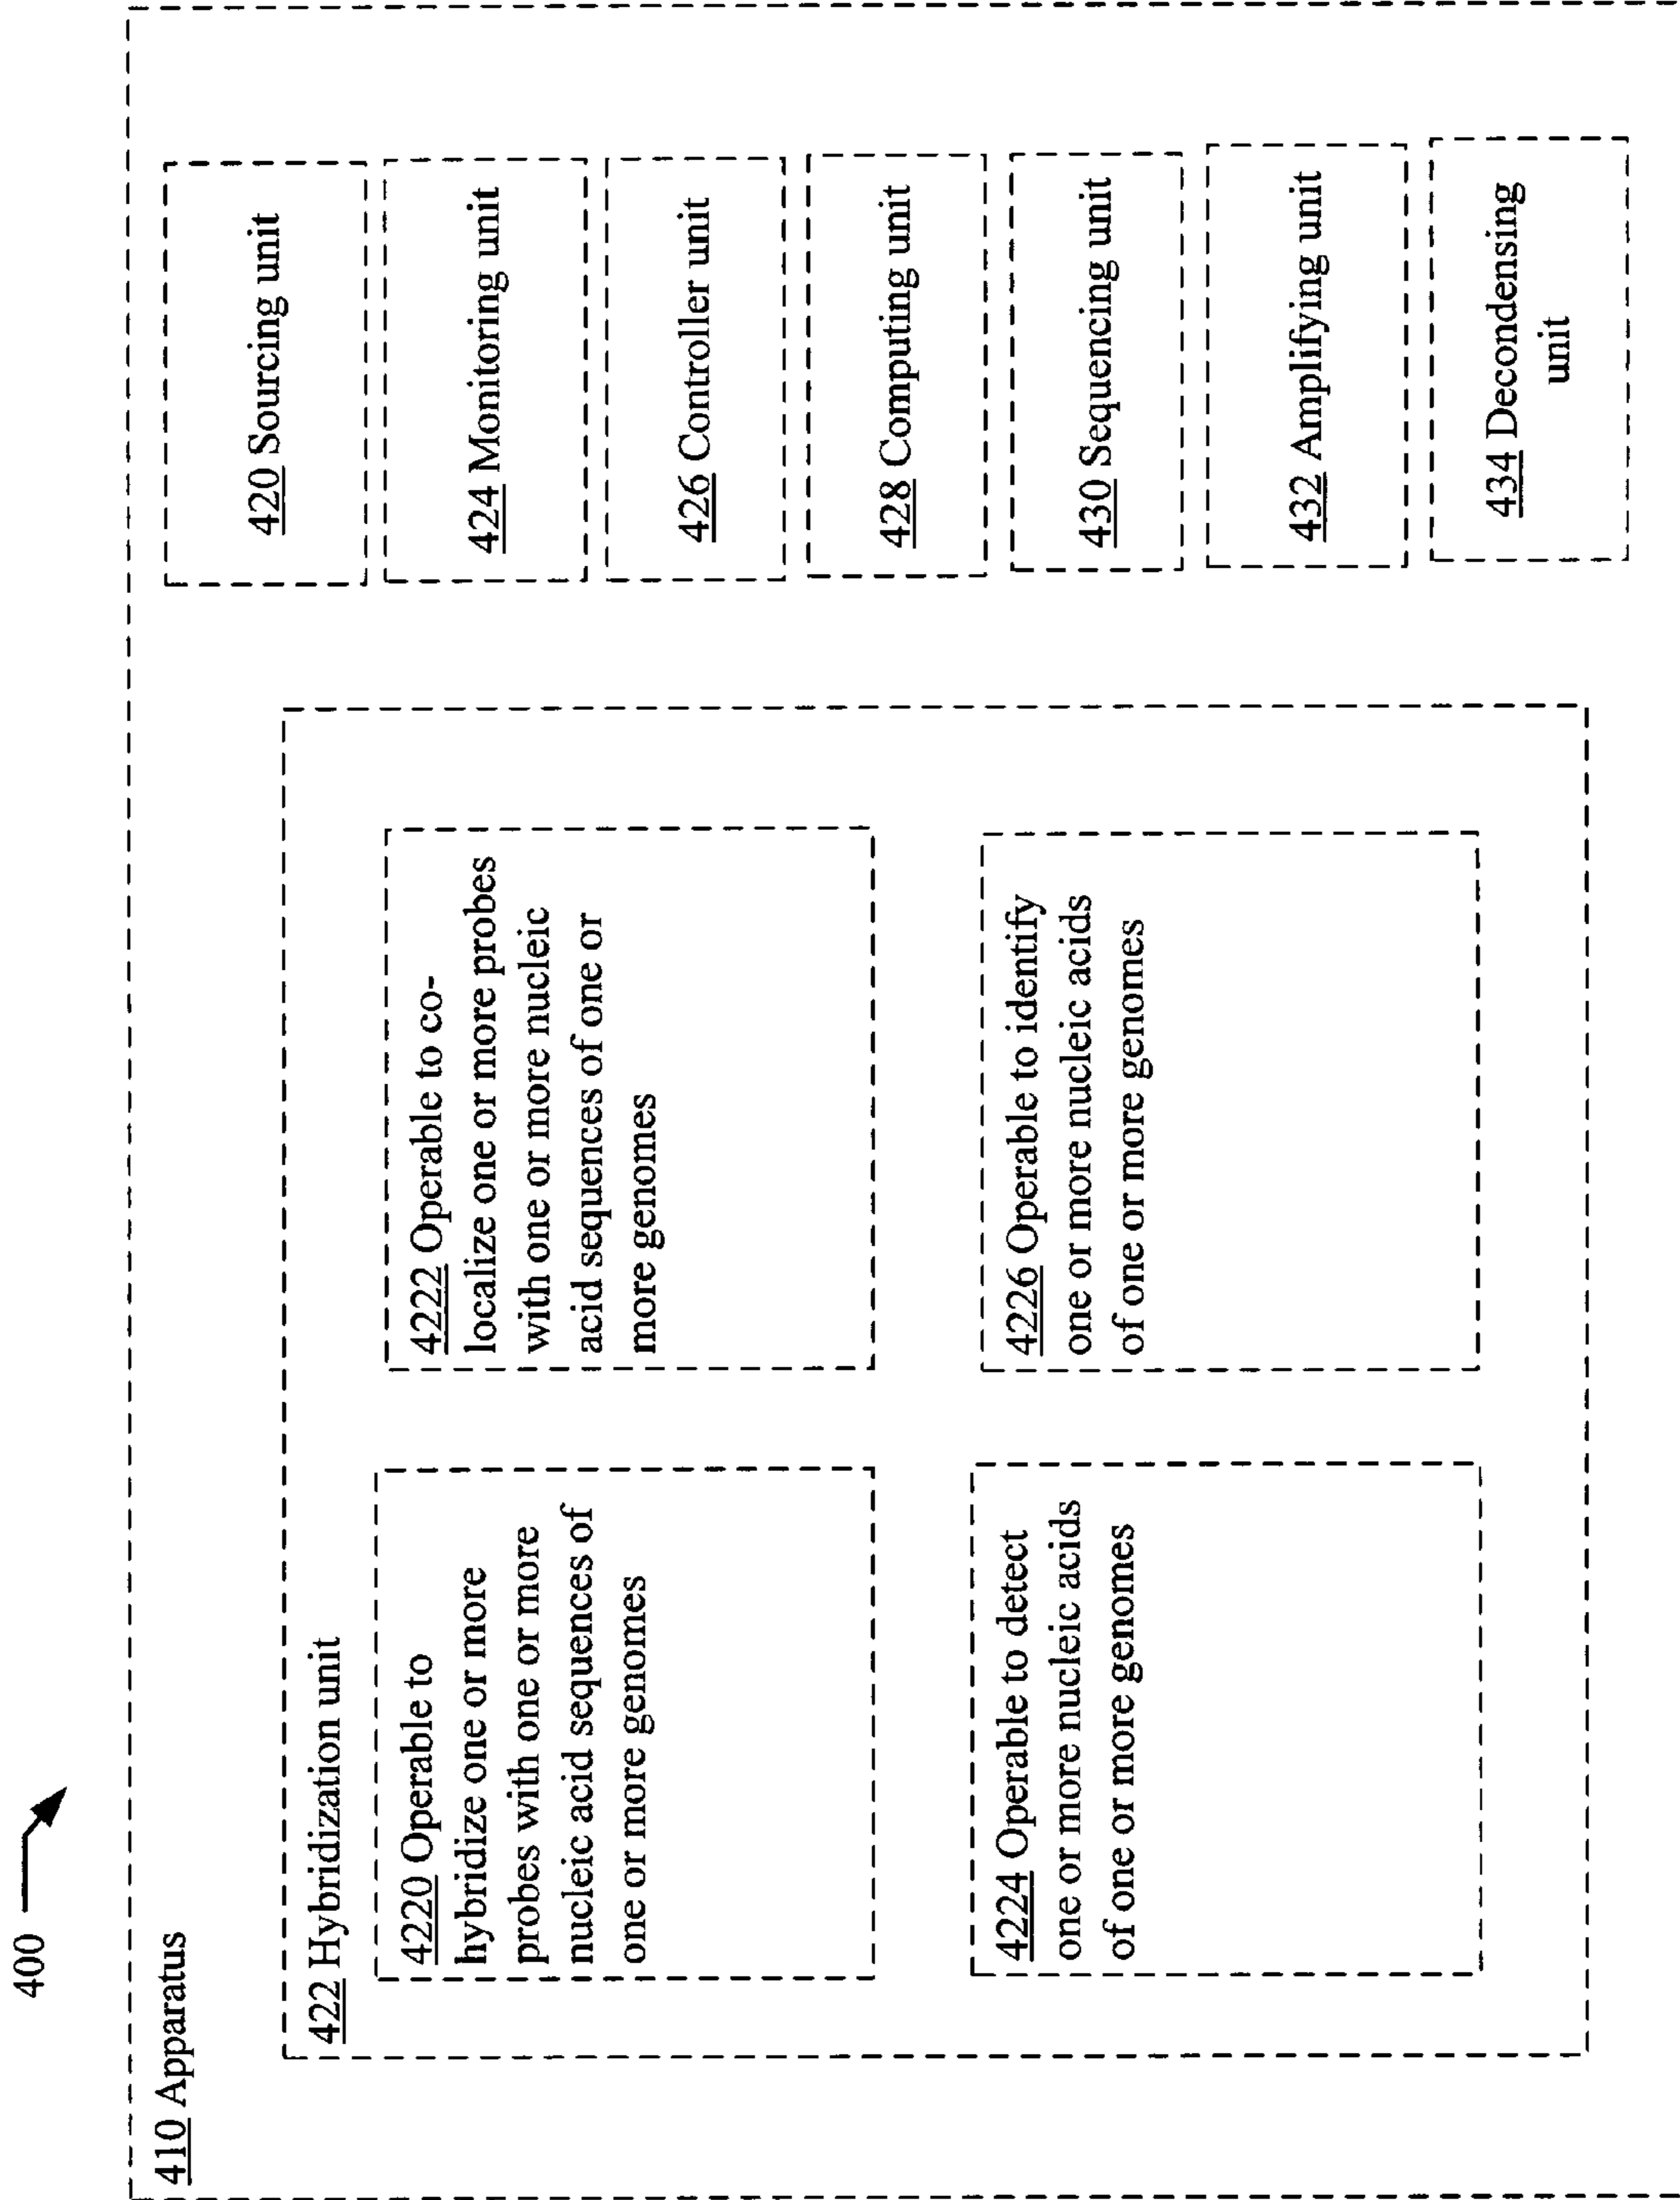 400
410 Apparatus
422 Hybridization unit
4220 Operable to
hybridize one or more
probes with one or more
nucleic acid sequences of
one or more genomes
4222 Operable to co-
localize one or more probes
with one or more nucleic
acid sequences of one or
more genomes
4224 Operable to detect
one or more nucleic acids
of one or more genomes
4226 Operable to identify
one or more nucleic acids
of one or more genomes
420 Sourcing unit
424 Monitoring unit
426 Controller unit
428 Computing unit
430 Sequencing unit
432 Amplifying unit
434 Decondensing
unit